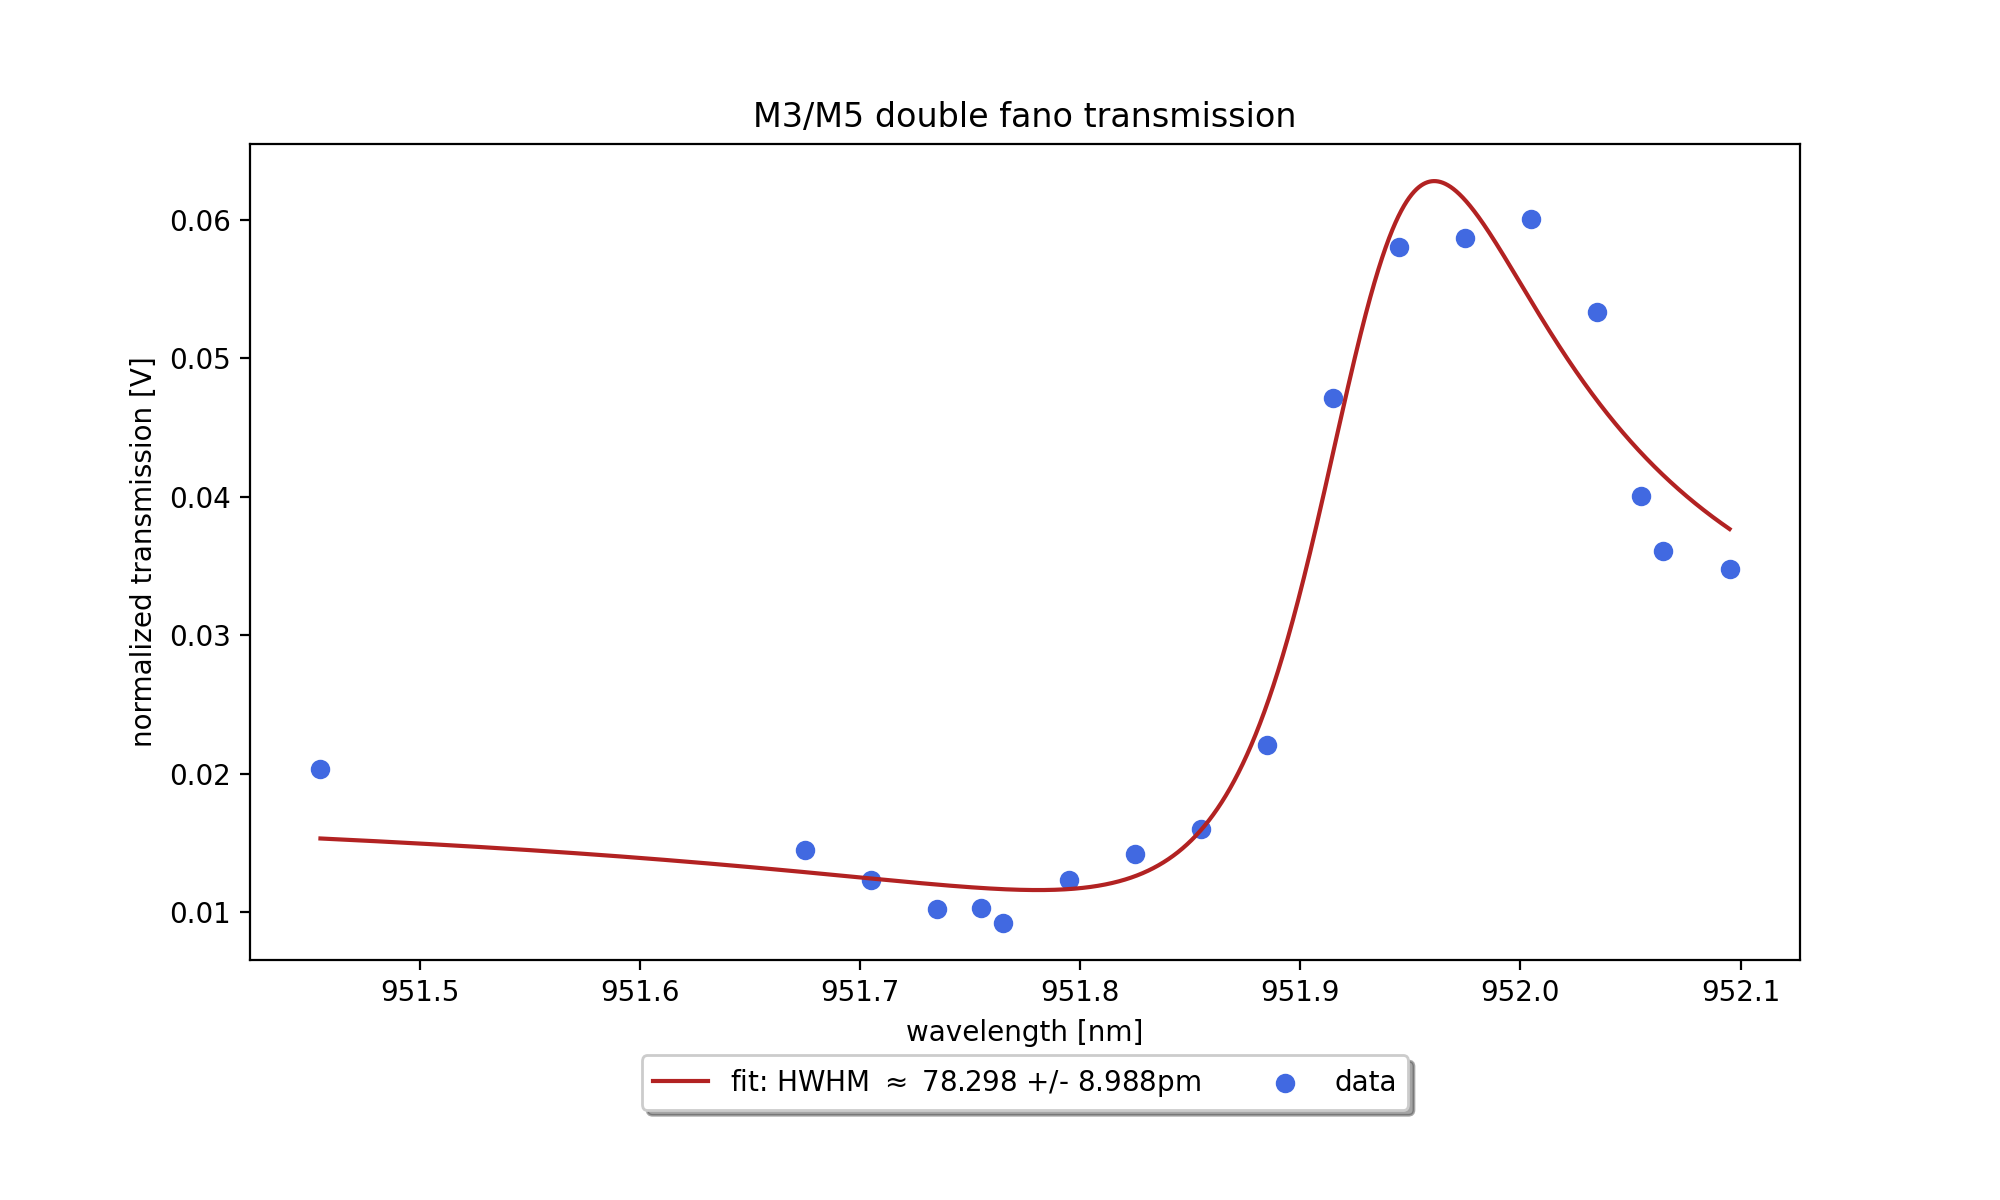 M3/M5 double fano transmission
normalized transmission [V]
0.06
0.05
0.04
0.03
0.02
0.01
951.5 951.6 951.7 951.8 951.9 952.0 952.1
wavelength [nm]
fit: HWHM ≈ 78.298 +/- 8.988pm data